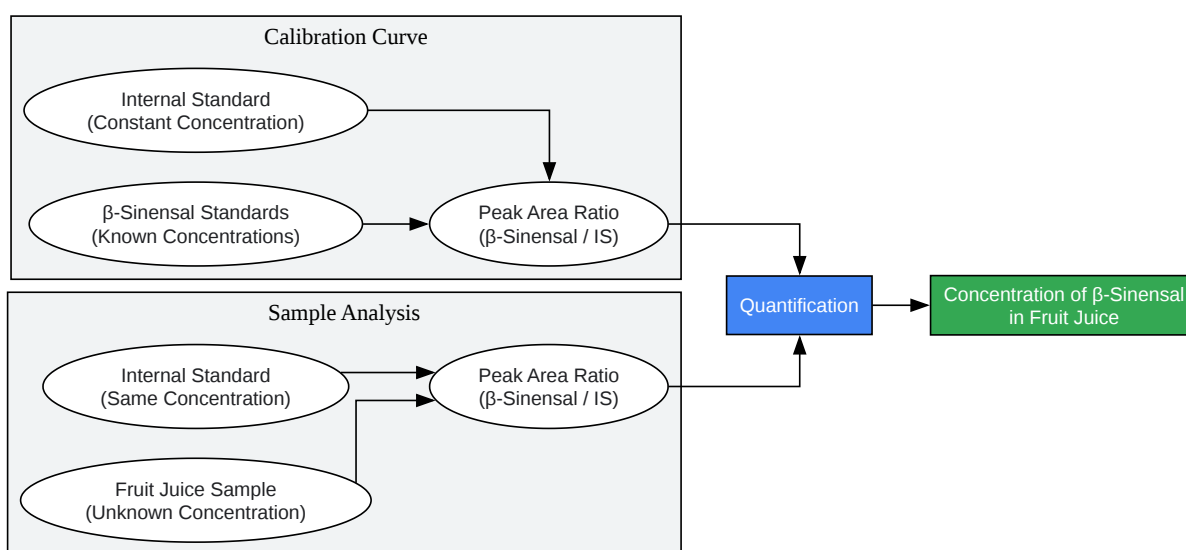 Calibration Curve
Internal Standard
(Constant Concentration)
β-Sinensal Standards
(Known Concentrations)
Peak Area Ratio
(β-Sinensal / IS)
Sample Analysis
Internal Standard
(Same Concentration)
Peak Area Ratio
(β-Sinensal / IS)
Fruit Juice Sample
(Unknown Concentration)
Quantification
Concentration of β-Sinensal
in Fruit Juice